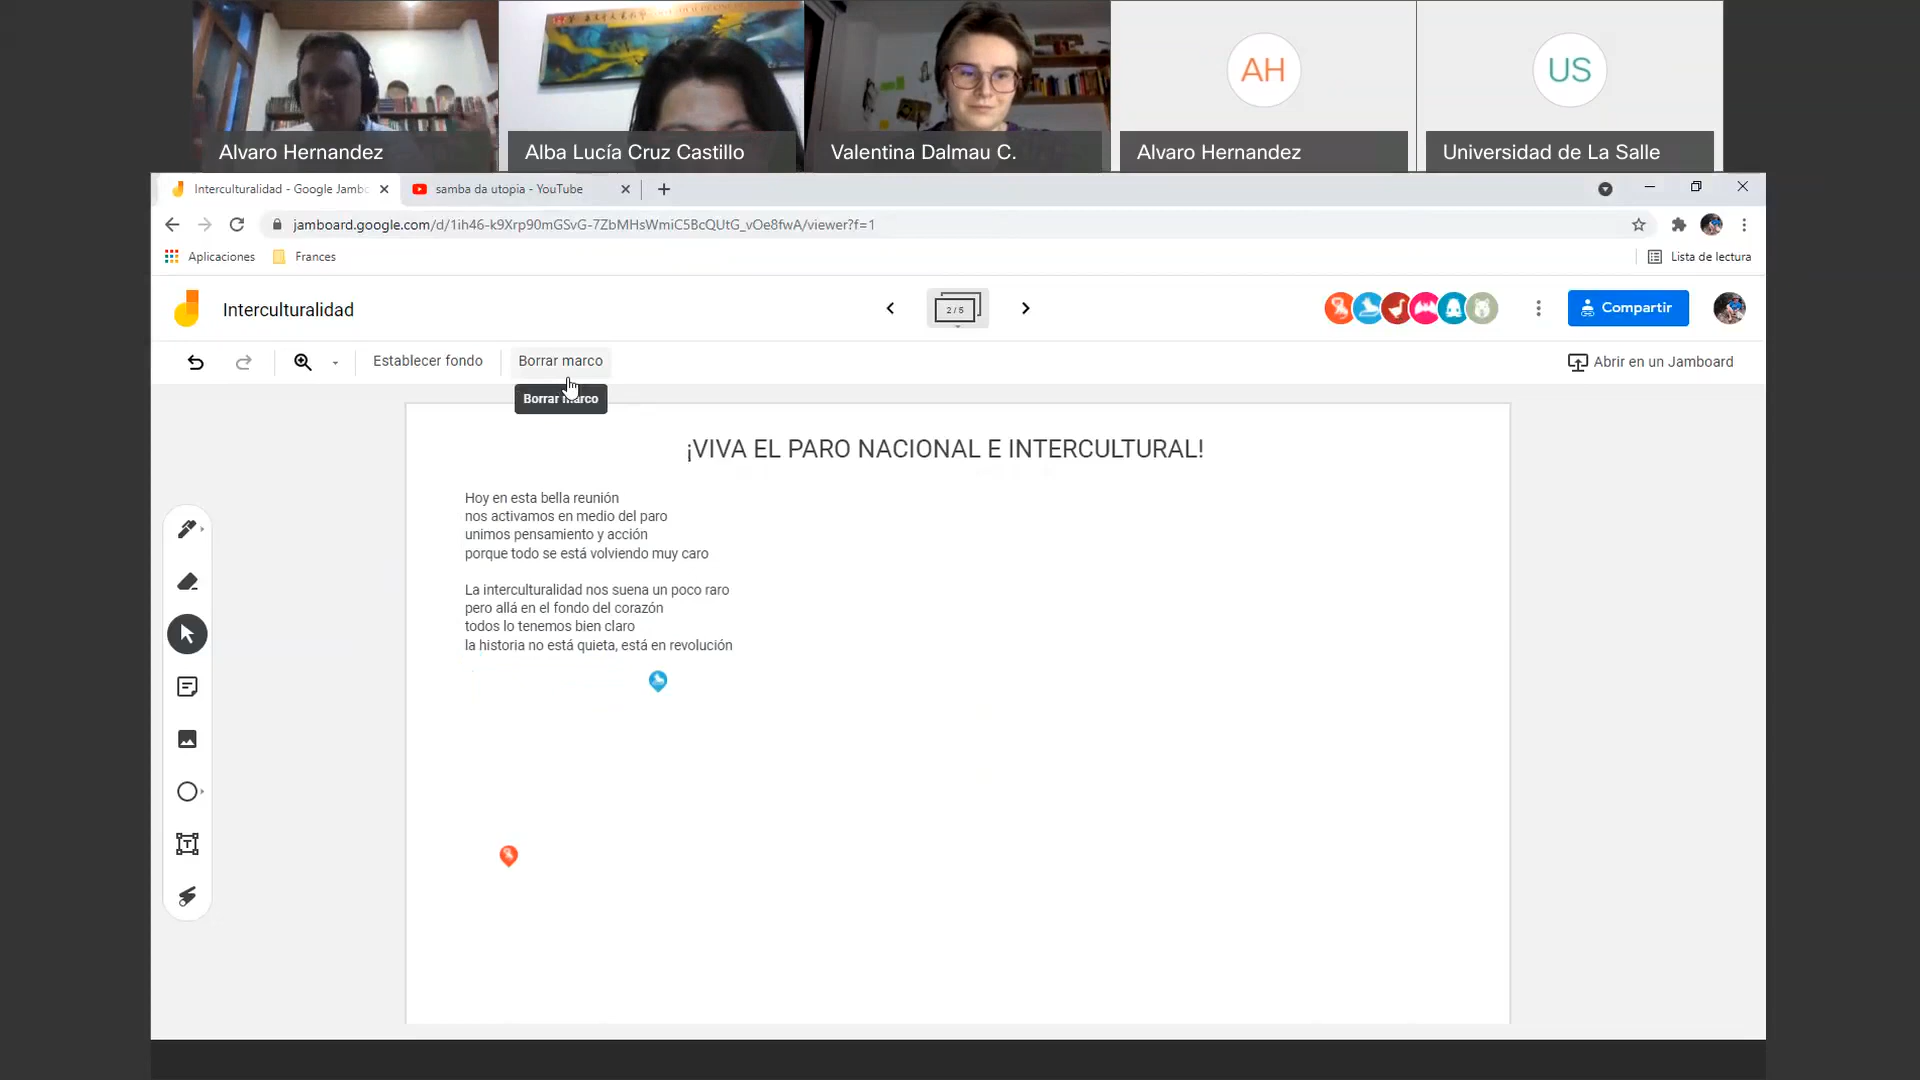 AH
US
Alvaro Hernandez
Alba Lucía Cruz Castillo
Valentina Dalmau C.
Alvaro Hernandez
Universidad de La Salle
Interculturalidad - Google Jambo
samba da utopia - YouTube
jamboard.google.com/d/1ih46-k9Xrp90mGSvG-7ZbMHsWmiC5BcQUtG_vOe8fwA/viewer?f=1
Aplicaciones
Frances
Lista de lectura
Interculturalidad
2 / 5
Compartir
Establecer fondo
Borrar marco
Abrir en un Jamboard
Borrar marco
¡VIVA EL PARO NACIONAL E INTERCULTURAL!
Hoy en esta bella reunión
nos activamos en medio del paro
unimos pensamiento y acción
porque todo se está volviendo muy caro
La interculturalidad nos suena un poco raro
pero allá en el fondo del corazón
todos lo tenemos bien claro
la historia no está quieta, está en revolución